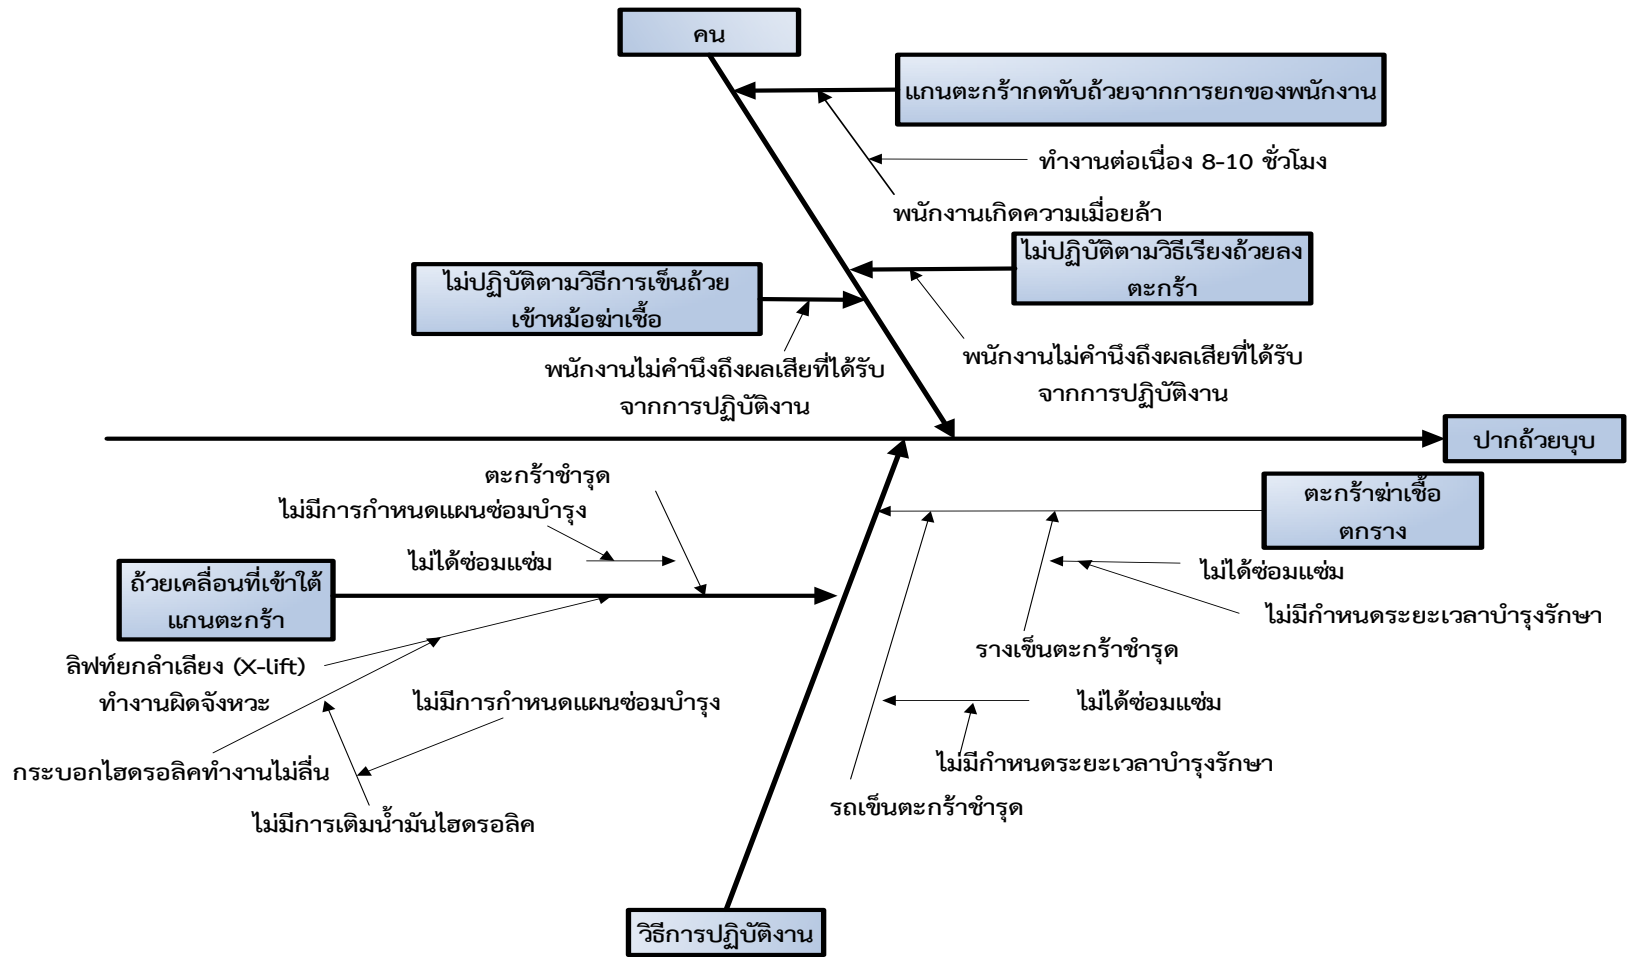 คน
แกนตะกร้ากดทับถ้วยจากการยกของพนักงาน
ทำงานต่อเนื่อง 8-10 ชั่วโมง
พนักงานเกิดความเมื่อยล้า
ไม่ปฏิบัติตามวิธีเรียงถ้วยลง
ตะกร้า
ไม่ปฏิบัติตามวิธีการเข็นถ้วย
เข้าหม้อฆ่าเชื้อ
พนักงานไม่คำนึงถึงผลเสียที่ได้รับ
จากการปฏิบัติงาน
พนักงานไม่คำนึงถึงผลเสียที่ได้รับ
จากการปฏิบัติงาน
ปากถ้วยบุบ
ตะกร้าชำรุด
ไม่มีการกำหนดแผนซ่อมบำรุง
ไม่ได้ซ่อมแซ่ม
ถ้วยเคลื่อนที่เข้าใต้
แกนตะกร้า
ลิฟท์ยกลำเลียง (X-lift)
ทำงานผิดจังหวะ
ไม่มีการกำหนดแผนซ่อมบำรุง
กระบอกไฮดรอลิคทำงานไม่ลื่น
ไม่มีการเติมน้ำมันไฮดรอลิค
ตะกร้าฆ่าเชื้อ
ตกราง
ไม่ได้ซ่อมแซ่ม
ไม่มีกำหนดระยะเวลาบำรุงรักษา
รางเข็นตะกร้าชำรุด
ไม่ได้ซ่อมแซ่ม
ไม่มีกำหนดระยะเวลาบำรุงรักษา
รถเข็นตะกร้าชำรุด
วิธีการปฏิบัติงาน